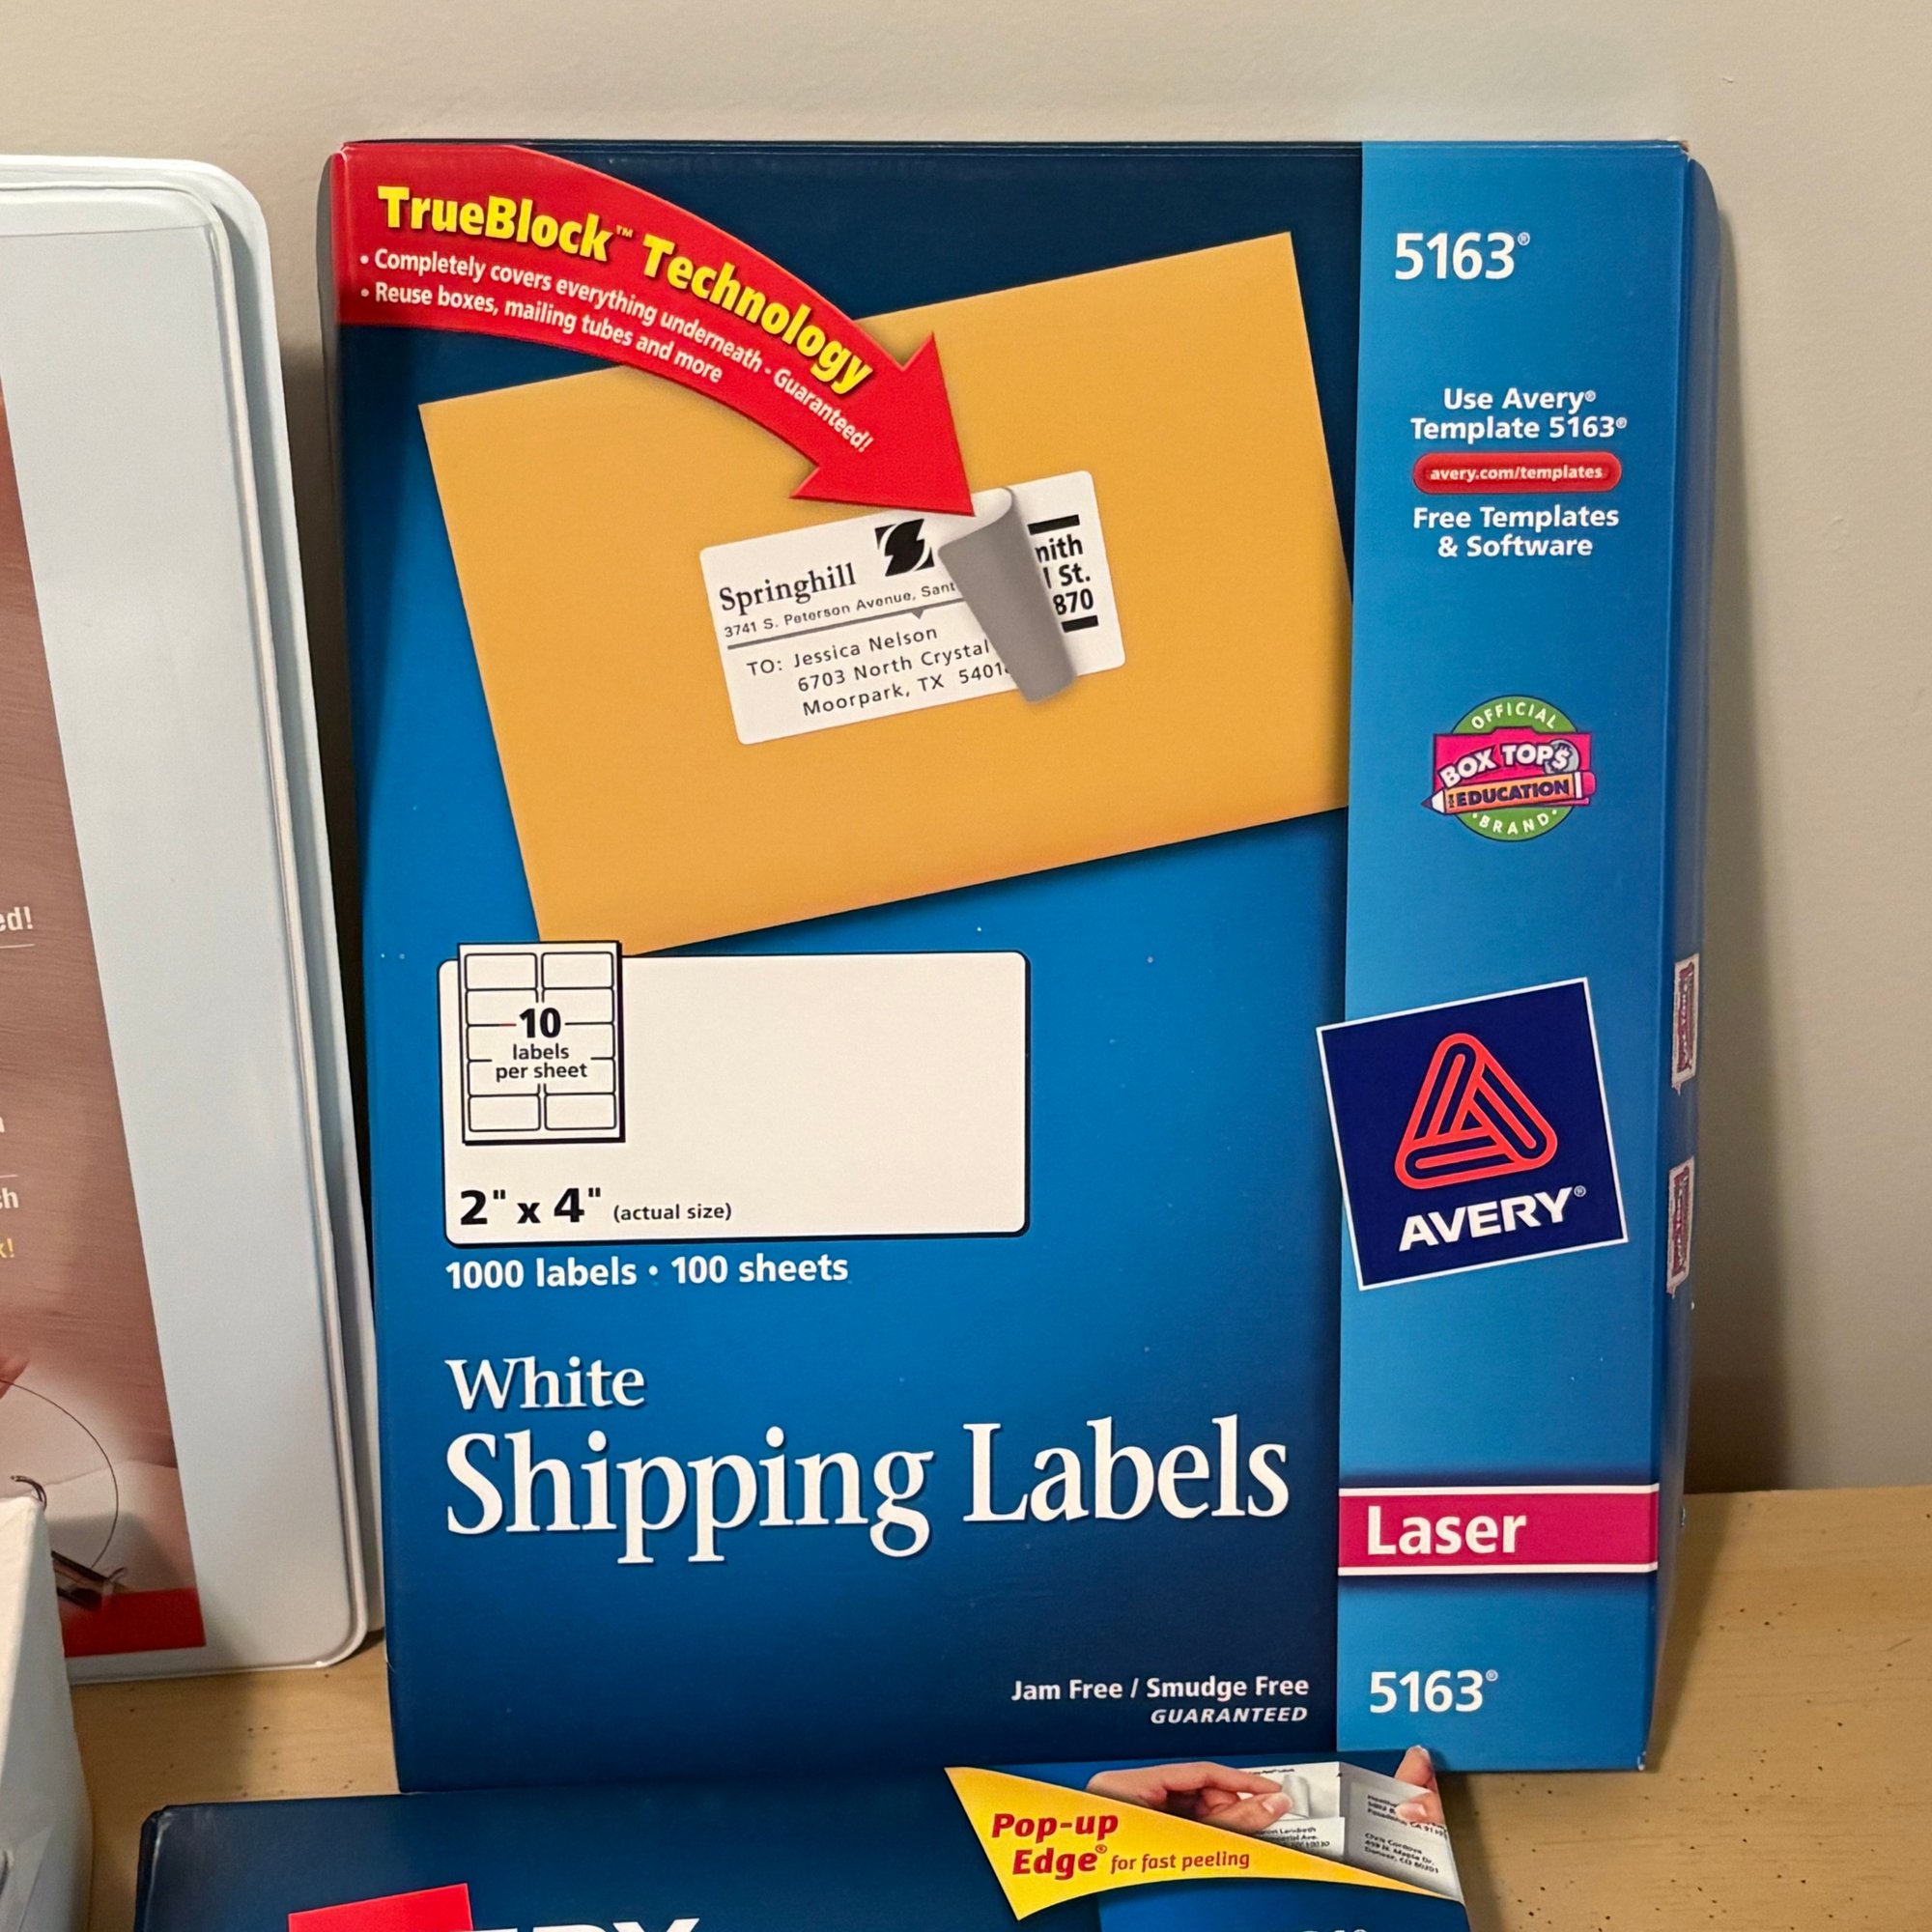 TrueBlock™ Technology
• Completely covers everything underneath - Guaranteed!
• Reuse boxes, mailing tubes and more
5163®
Use Avery®
Template 5163®
avery.com/templates
Free Templates
& Software
Springhill
3741 S. Peterson Avenue, Sant
TO: Jessica Nelson
6703 North Crystal
Moorpark, TX 5401
nith
l St.
870
OFFICIAL
BOX TOPS
FOR EDUCATION
BRAND
10
labels
per sheet
2" x 4" (actual size)
1000 labels • 100 sheets
AVERY®
White
Shipping Labels
Laser
Jam Free / Smudge Free
GUARANTEED
5163®
ed!
Pop-up
Edge® for fast peeling